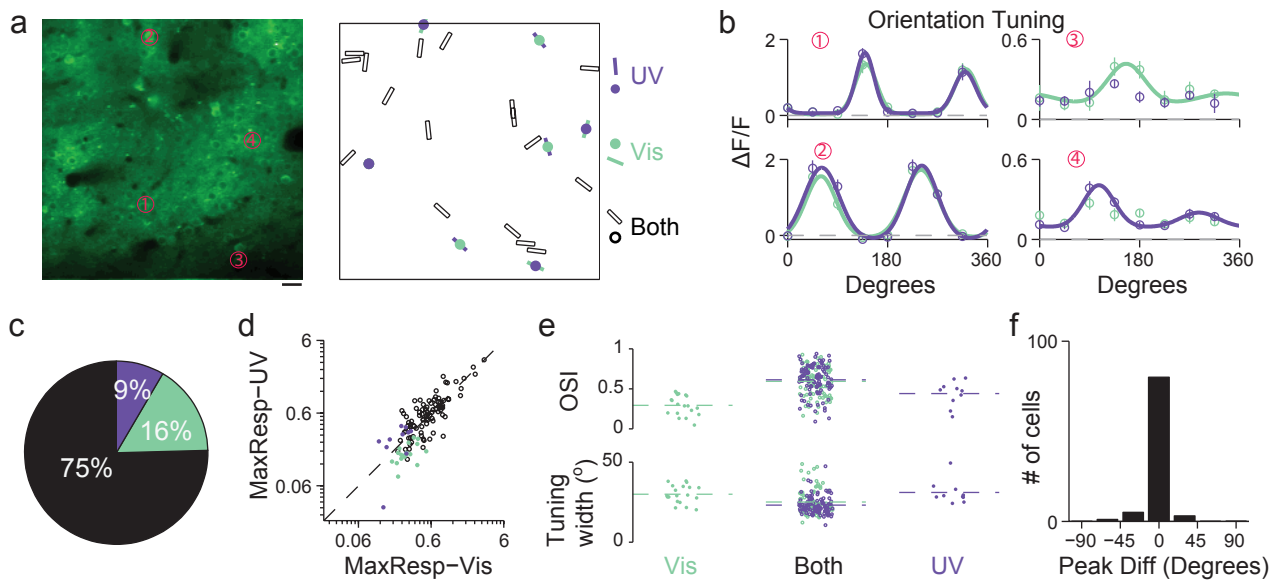 a
②
④
①
③
UV
Vis
Both
b
Orientation Tuning
ΔF/F
2
0
①
0.6
0
③
2
0
②
0.6
0
④
0
180
360
0
180
360
Degrees
Degrees
c
9%
16%
75%
d
MaxResp−UV
6
0.6
0.06
0.06
0.6
6
MaxResp−Vis
e
OSI
1
0.5
0
Tuning
width (°)
50
0
Vis
Both
UV
f
# of cells
100
0
−90
−45
0
45
90
Peak Diff (Degrees)